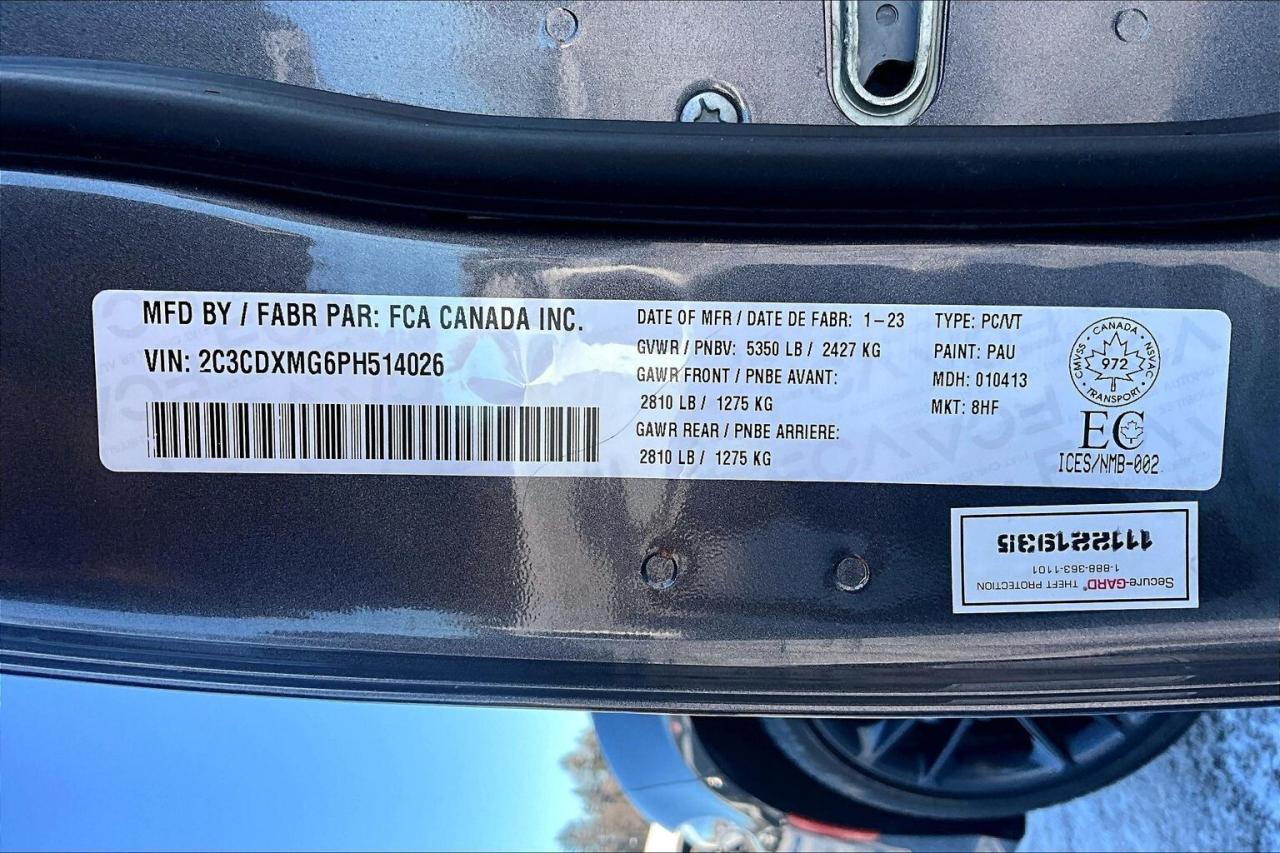 MFD BY / FABR PAR: FCA CANADA INC.
VIN: 2C3CDXMG6PH514026
DATE OF MFR / DATE DE FABR: 1-23
GVWR / PNBV: 5350 LB / 2427 KG
GAWR FRONT / PNBE AVANT:
2810 LB / 1275 KG
GAWR REAR / PNBE ARRIERE:
2810 LB / 1275 KG
TYPE: PC/VT
PAINT: PAU
MDH: 010413
MKT: 8HF
CANADA
CMVSS
NSVAC
972
TRANSPORT
EC
ICES/NMB-002
Secure-GARD® THEFT PROTECTION
1-888-363-1101
111221935